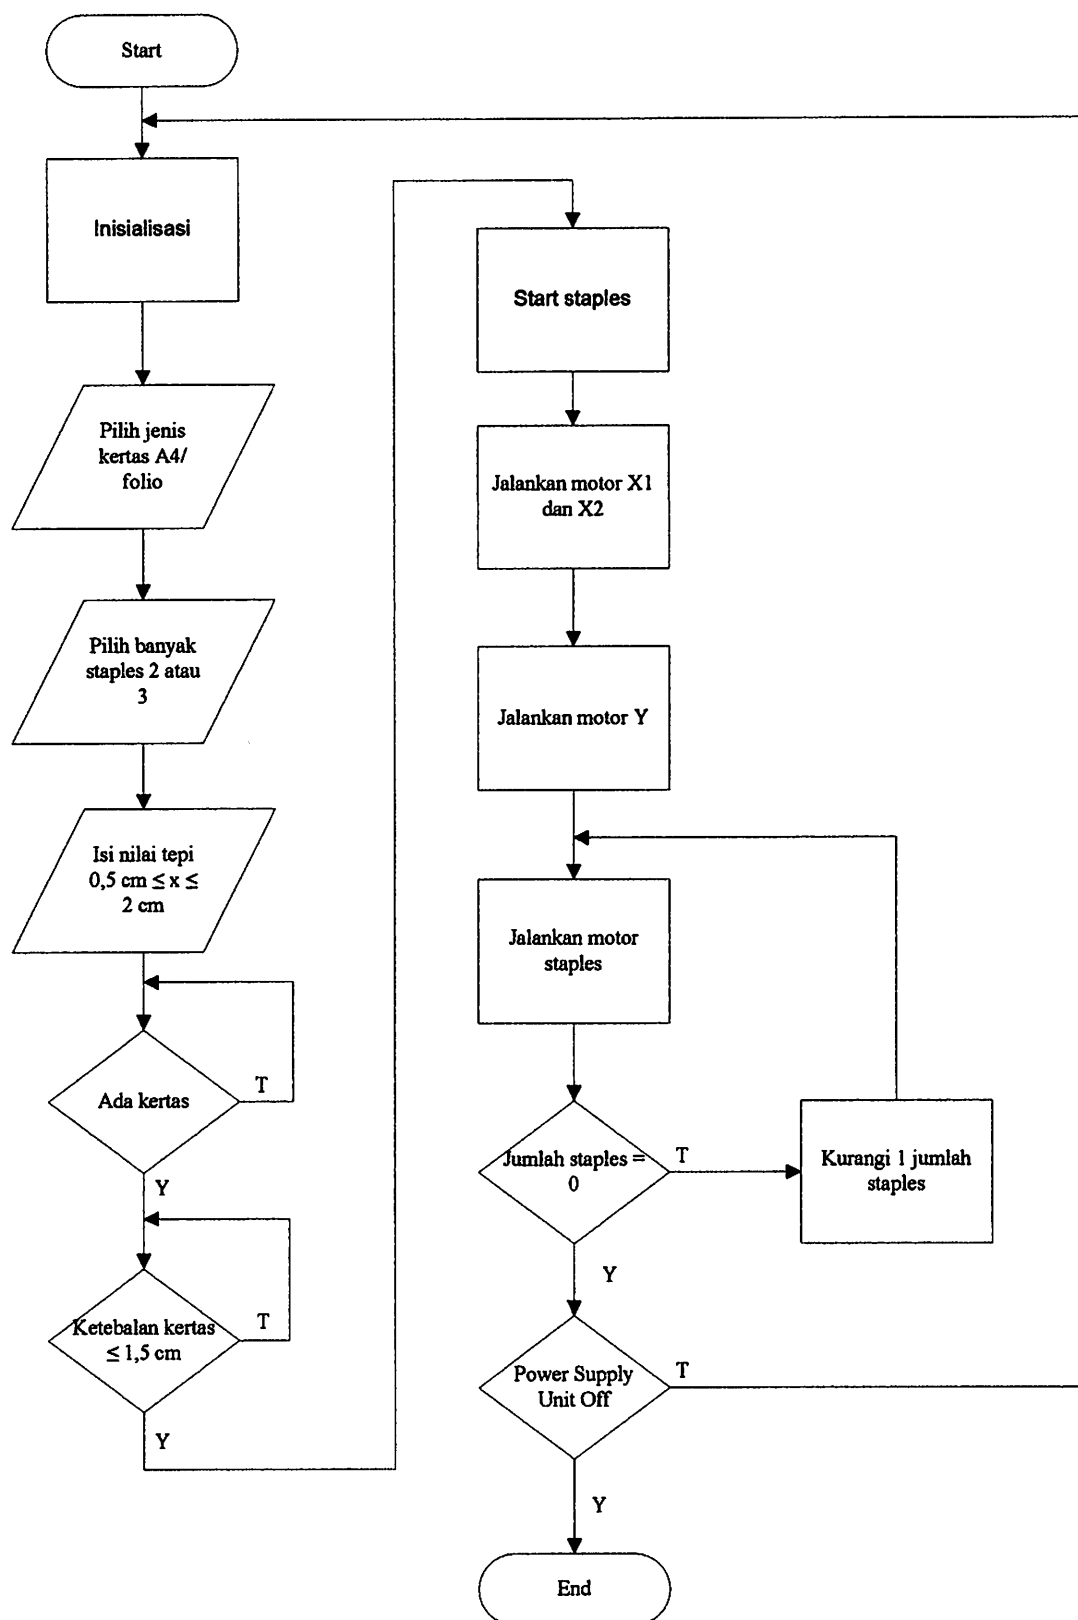 Start
Inisialisasi
Pilih jenis
kertas A4/
folio
Pilih banyak
staples 2 atau
3
Isi nilai tepi
0,5 cm ≤ x ≤
2 cm
Ada kertas
T
Y
Ketebalan kertas
≤ 1,5 cm
T
Y
Start staples
Jalankan motor X1
dan X2
Jalankan motor Y
Jalankan motor
staples
Jumlah staples =
0
T
Kurangi 1 jumlah
staples
Y
Power Supply
Unit Off
T
Y
End